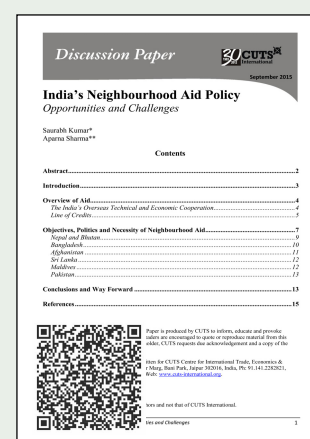 Discussion Paper
30 CUTS International
September 2015
India's Neighbourhood Aid Policy
Opportunities and Challenges
Saurabh Kumar*
Aparna Sharma**
Contents
Abstract...2
Introduction...3
Overview of Aid...4
The India's Overseas Technical and Economic Cooperation...4
Line of Credits...5
Objectives, Politics and Necessity of Neighbourhood Aid...7
Nepal and Bhutan...9
Bangladesh...10
Afghanistan...11
Sri Lanka...12
Maldives...12
Pakistan...13
Conclusions and Way Forward...13
References...15
Paper is produced by CUTS to inform, educate and provoke
aders are encouraged to quote or reproduce material from this
older, CUTS requests due acknowledgement and a copy of the
itten for CUTS Centre for International Trade, Economics &
r Marg, Bani Park, Jaipur 302016, India, Ph: 91.141.2282821,
Web: www.cuts-international.org.
hors and not that of CUTS International.
ties and Challenges 1